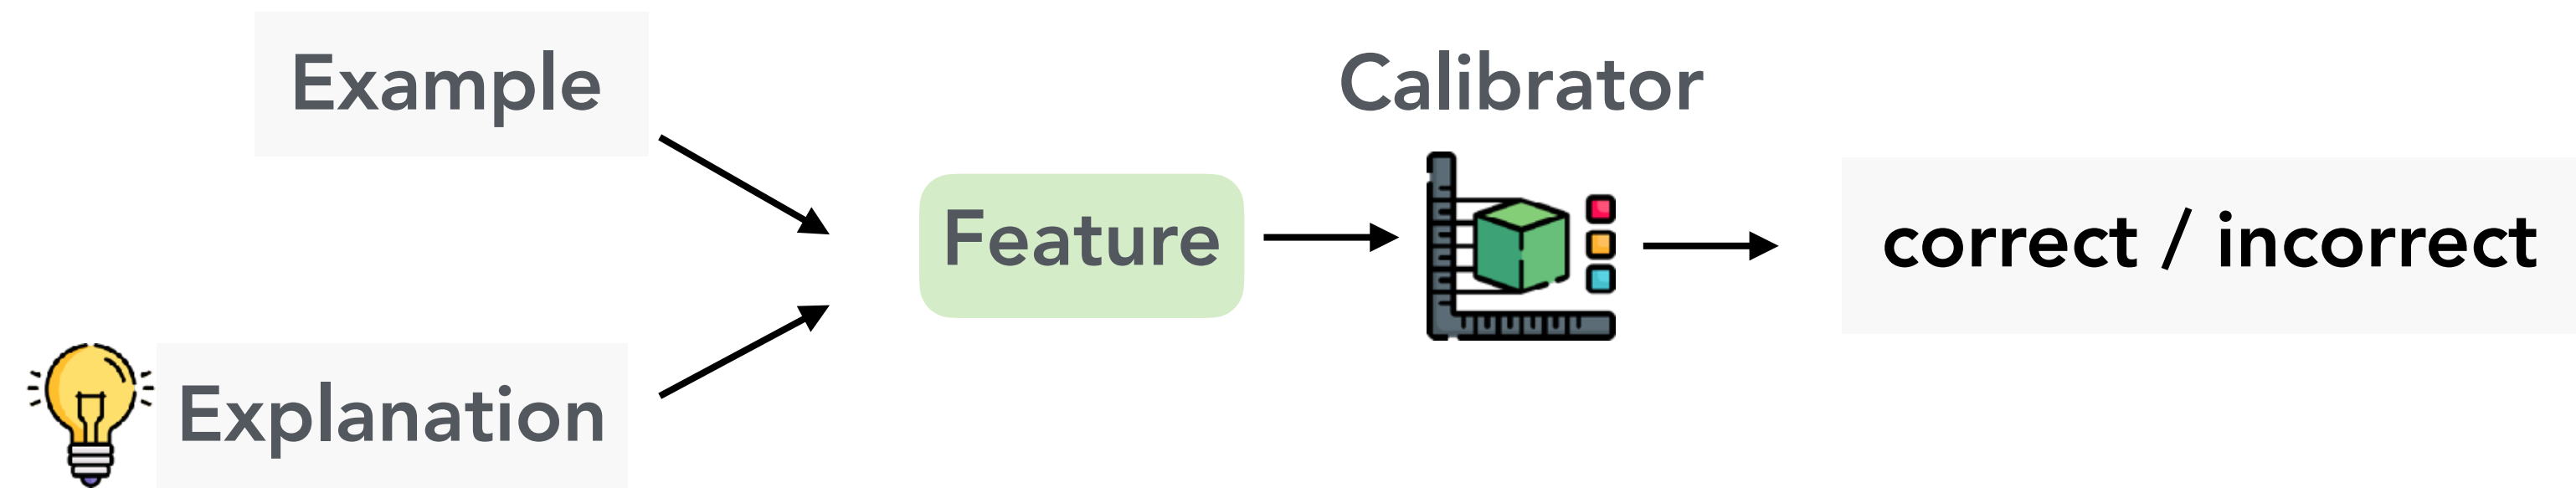 Example
Explanation
Feature
Calibrator
correct / incorrect